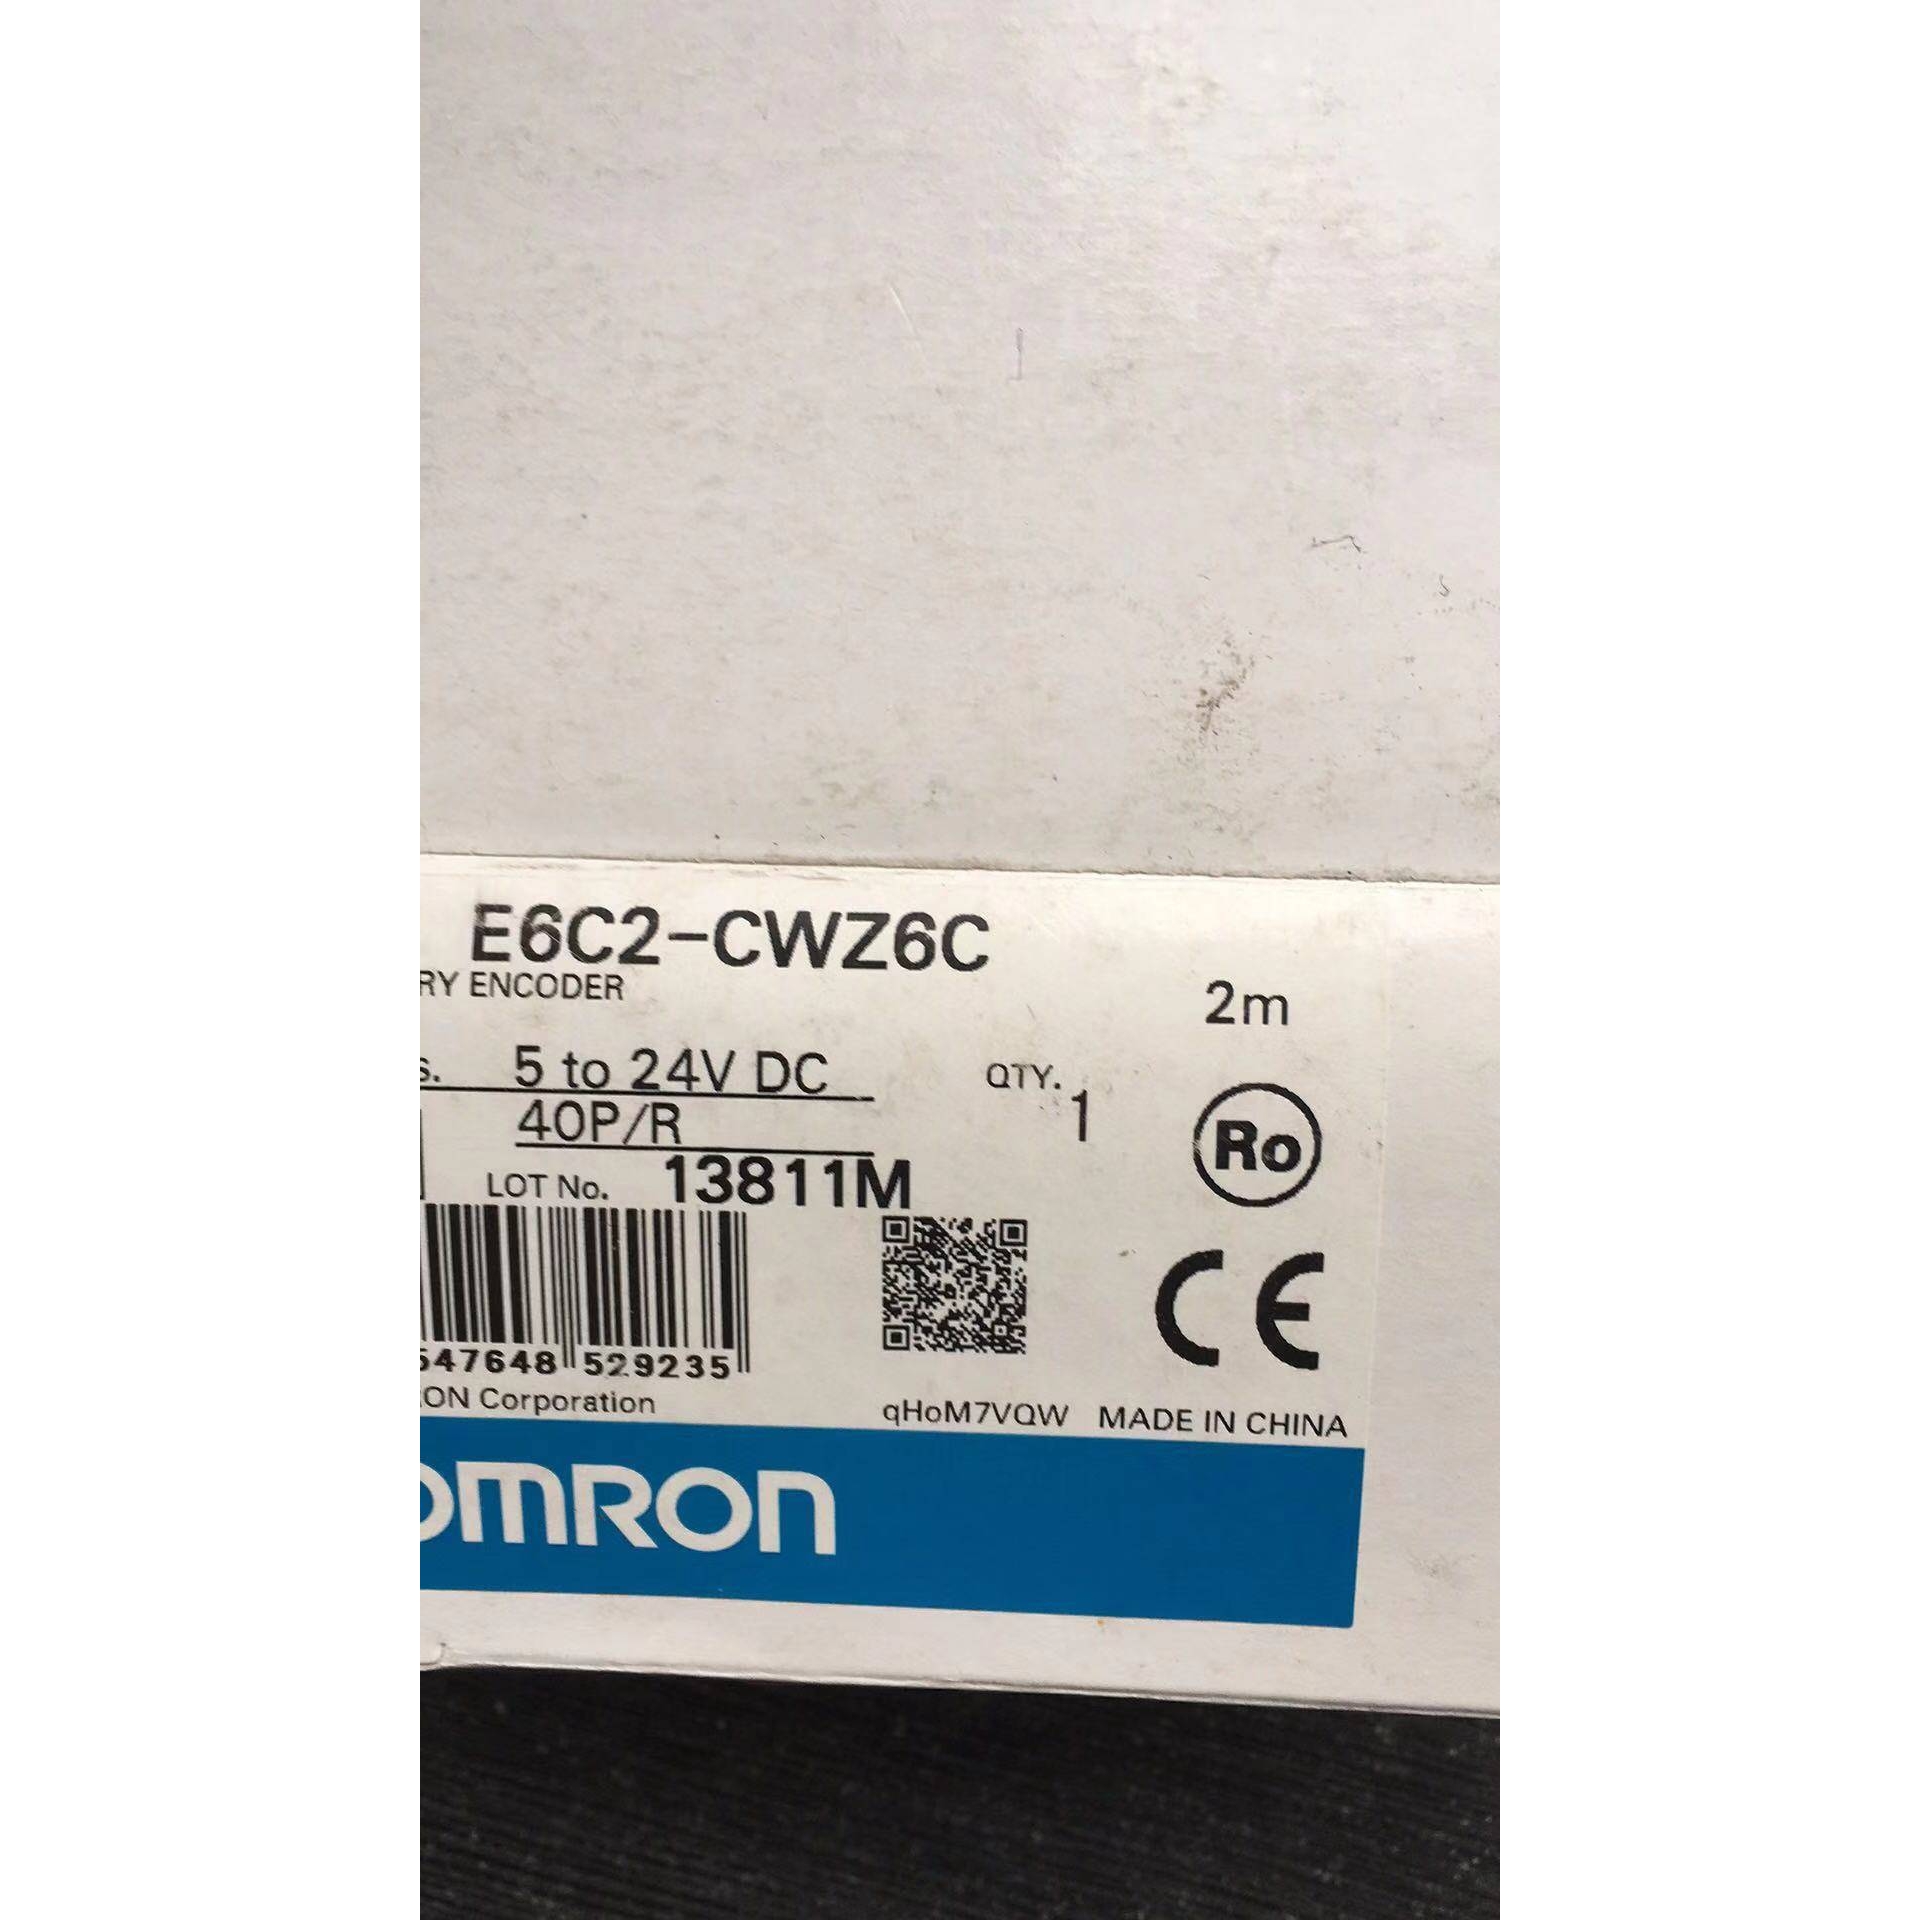 E6C2-CWZ6C
RY ENCODER
2m
s. 5 to 24V DC
QTY. 1
40P/R
Ro
LOT No. 13811M
CE
547648 529235
RON Corporation
qHoM7VQW MADE IN CHINA
OMRON